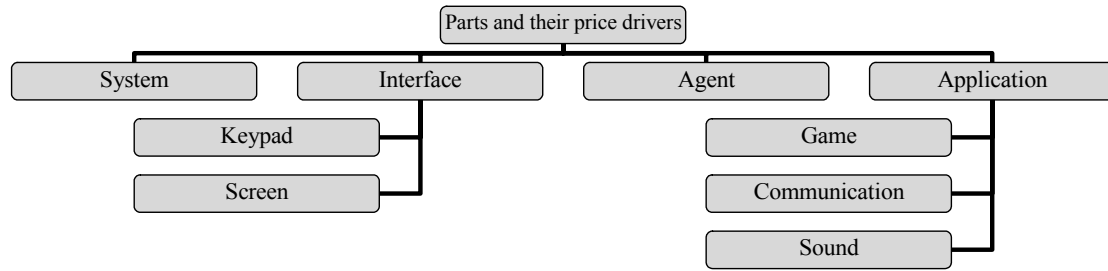 Parts and their price drivers
System
Interface
Agent
Application
Keypad
Game
Screen
Communication
Sound